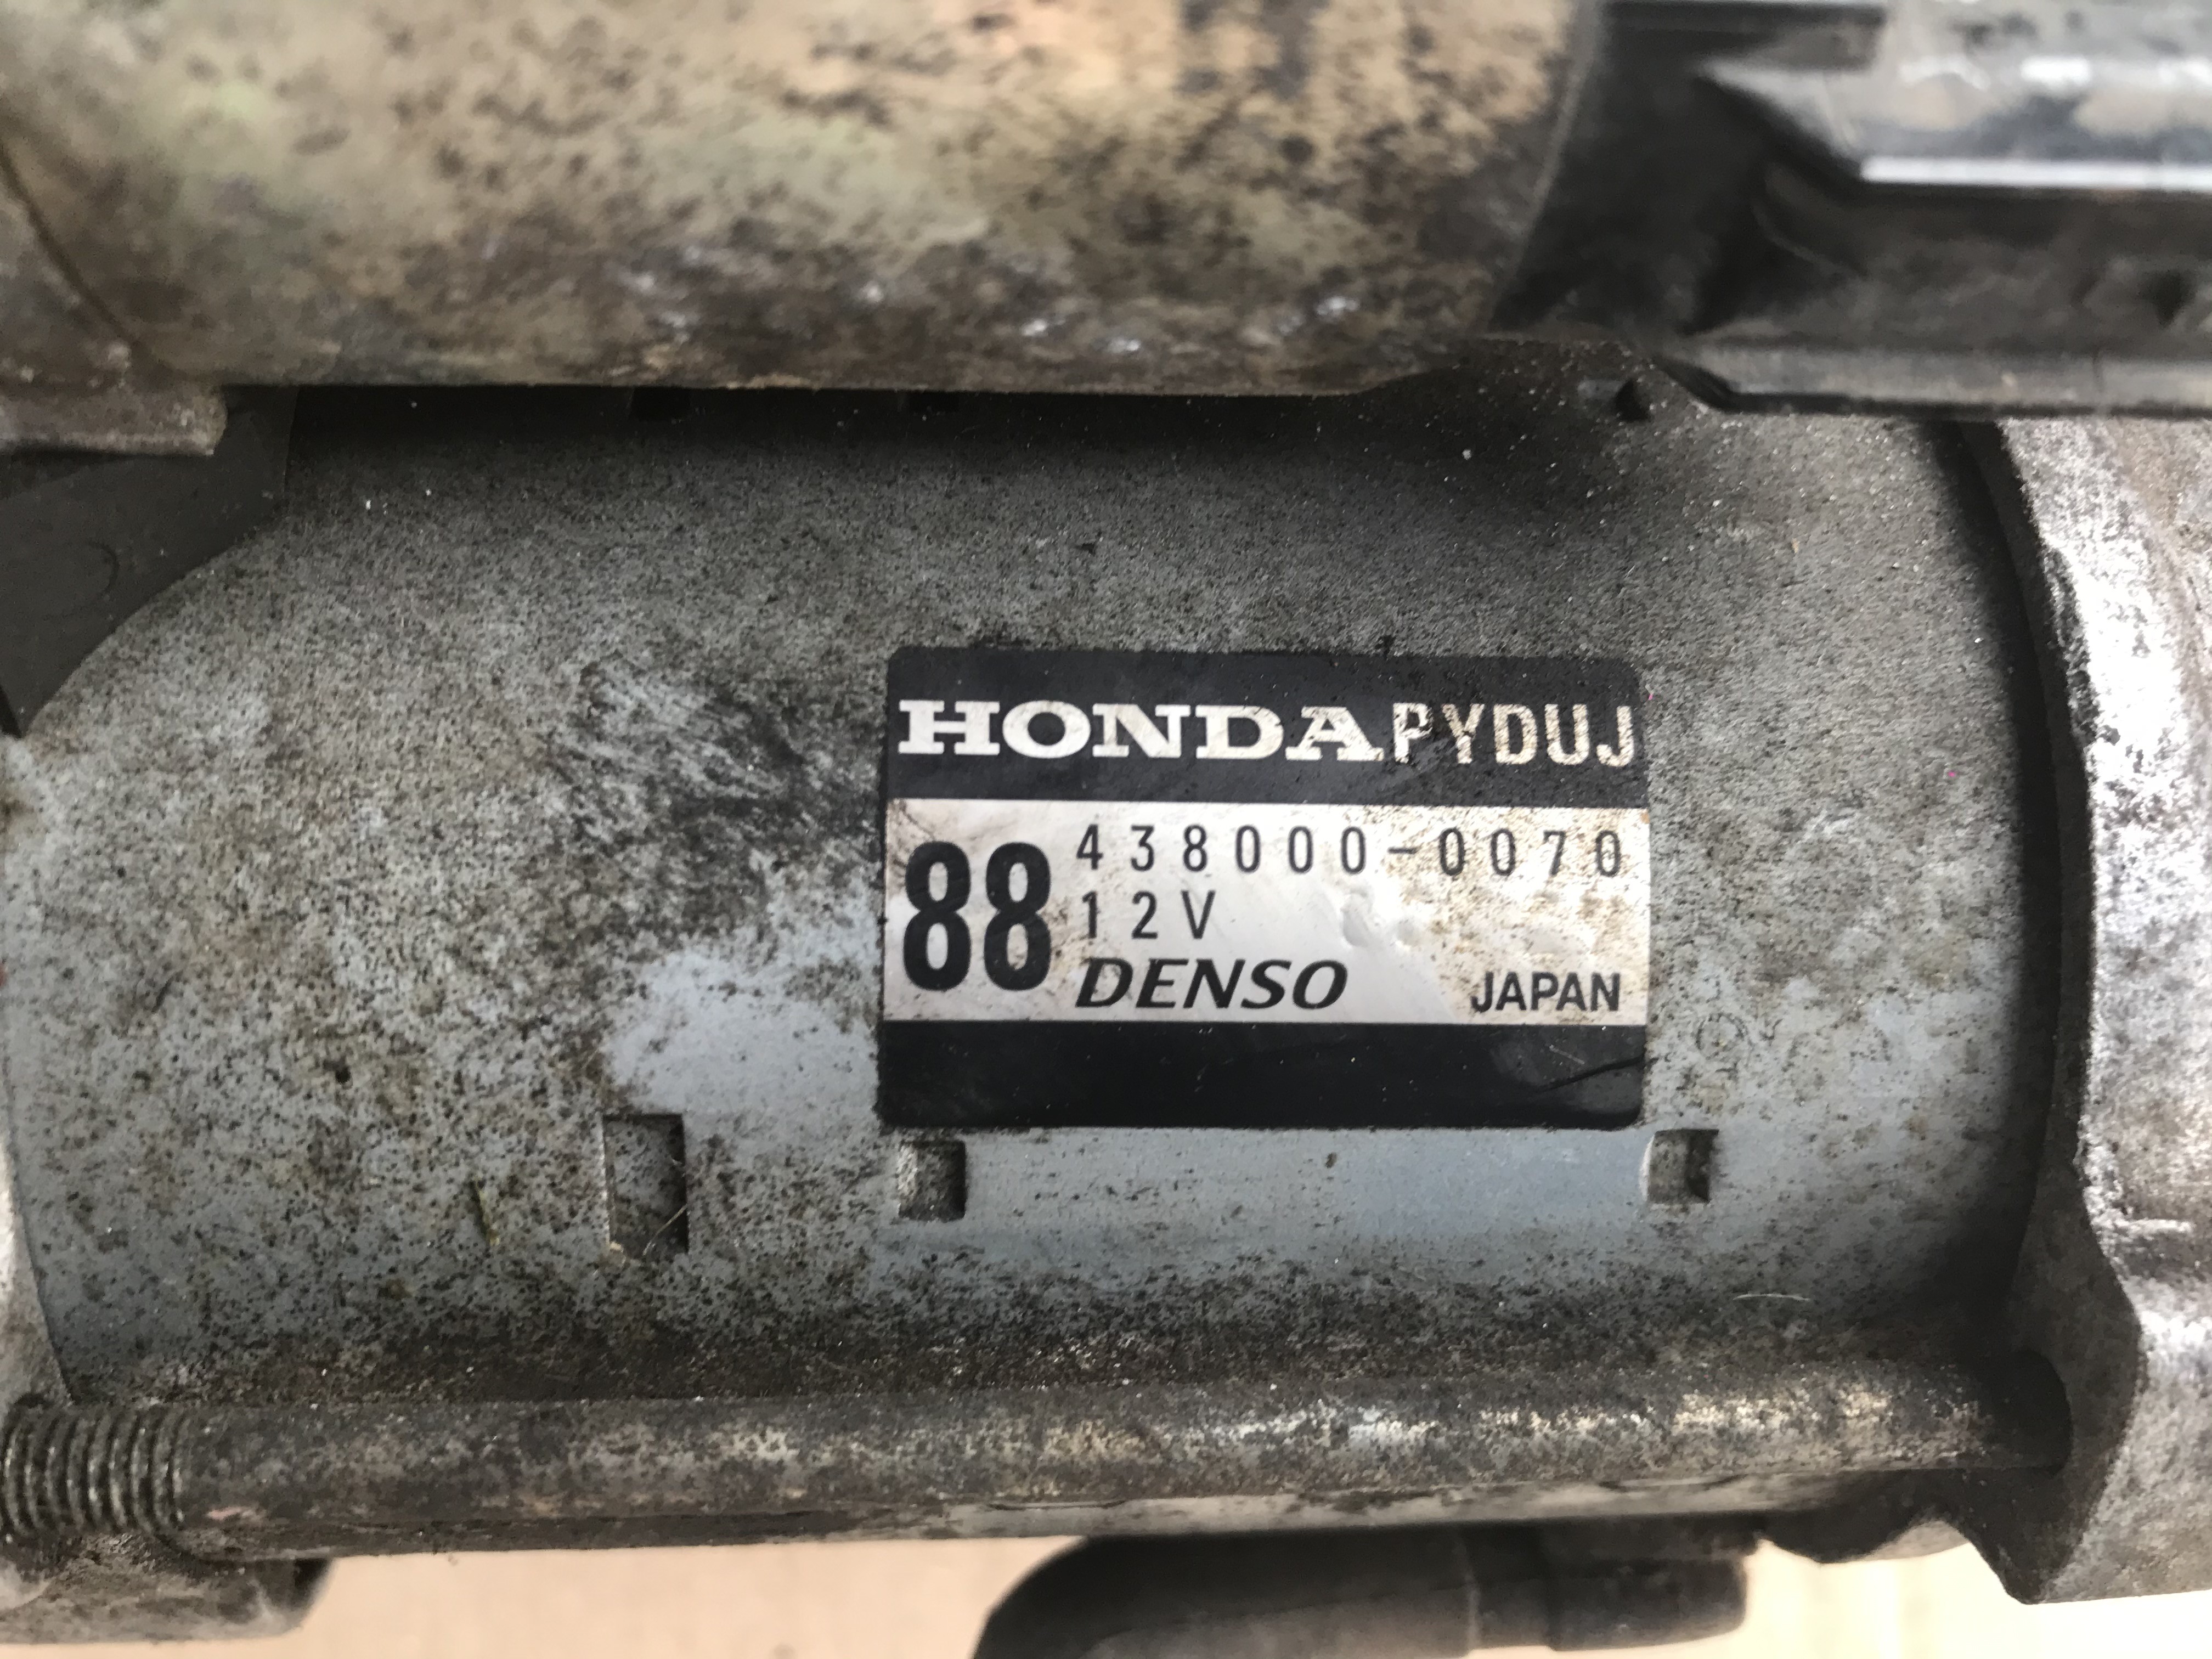 HONDA PYDUJ
88 438000-0070
12V
DENSO JAPAN